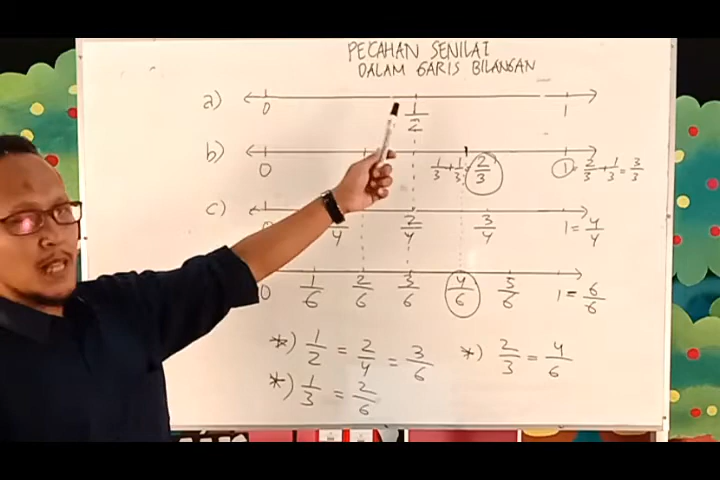 PECAHAN SENILAI
DALAM GARIS BILANGAN
a) 0 1/2 1
b) 0 1/3 + 1/3 = 2/3 1 = 2/3 + 1/3 = 3/3
c) 0 /4 2/4 3/4 1 = 4/4
0 1/6 2/6 3/6 4/6 5/6 1 = 6/6
*) 1/2 = 2/4 = 3/6 *) 2/3 = 4/6
*) 1/3 = 2/6